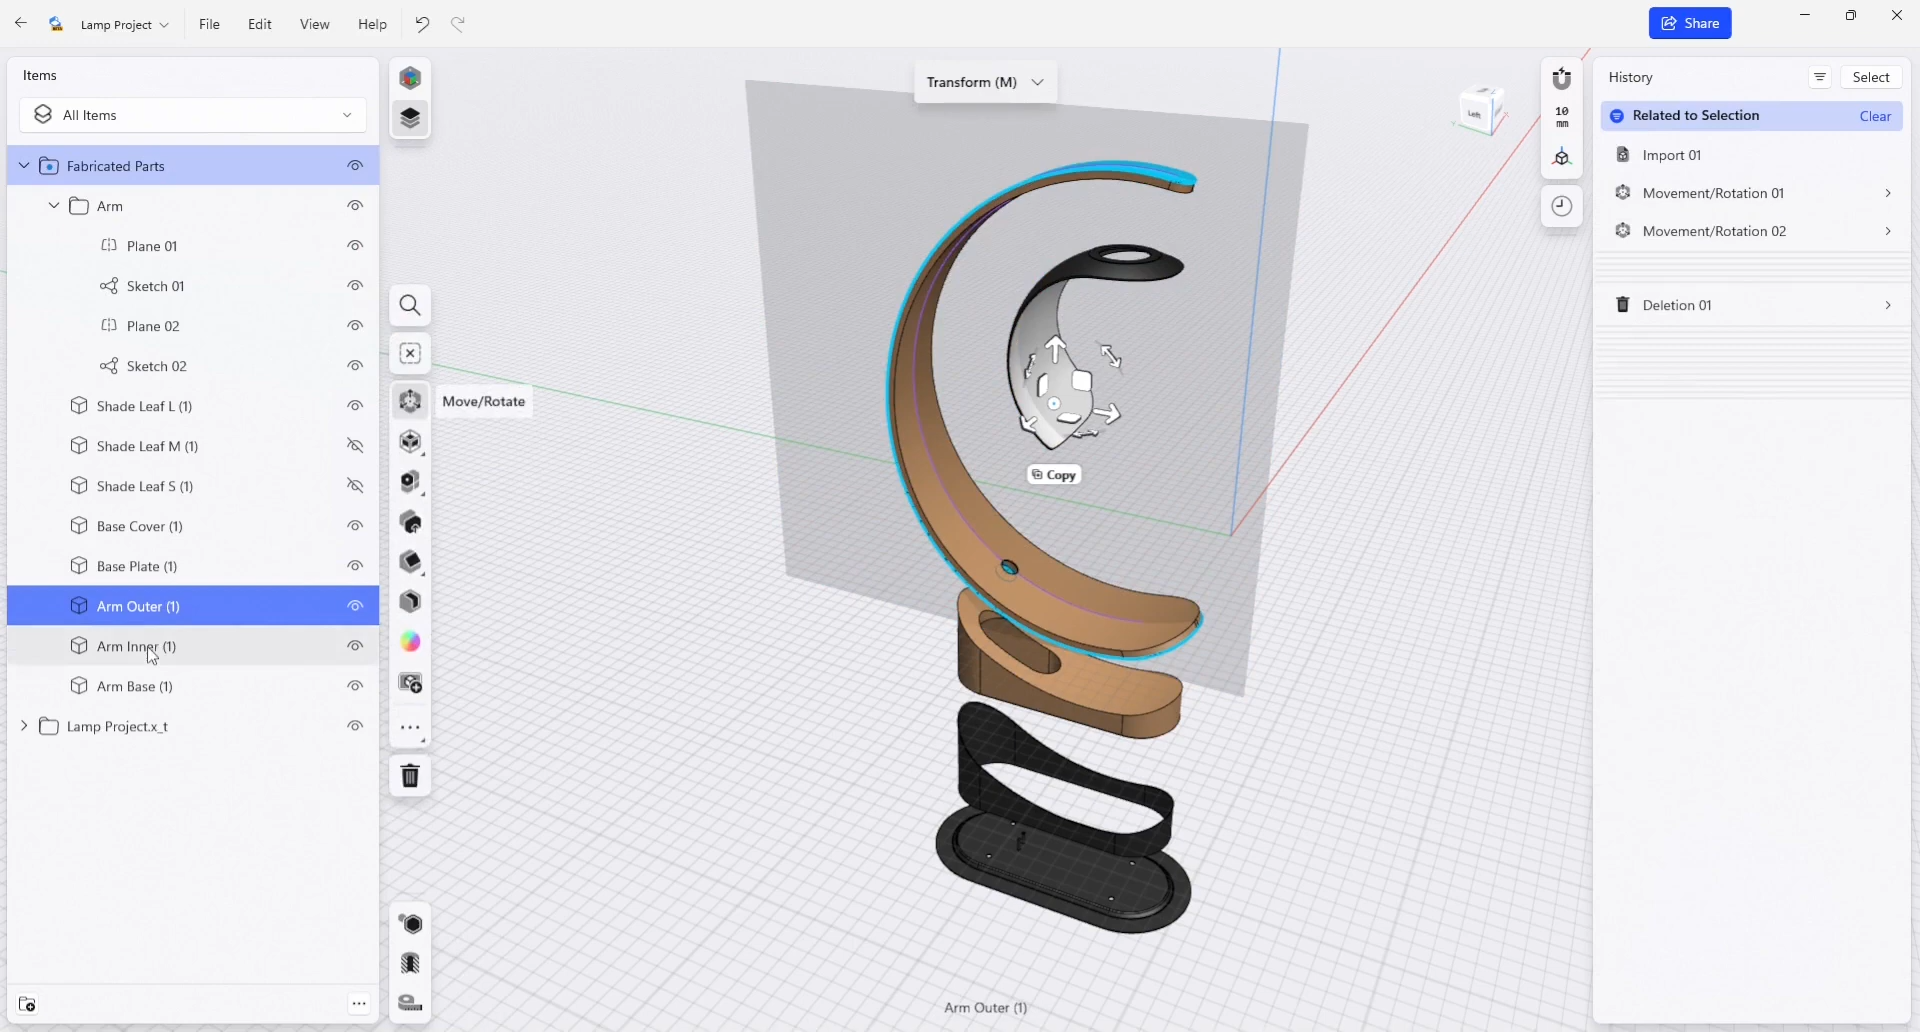 Lamp Project
File
Edit
View
Help
Share
Items
All Items
Fabricated Parts
Arm
Plane 01
Sketch 01
Plane 02
Sketch 02
Shade Leaf L (1)
Shade Leaf M (1)
Shade Leaf S (1)
Base Cover (1)
Base Plate (1)
Arm Outer (1)
Arm Inner (1)
Arm Base (1)
Lamp Project.x_t
Move/Rotate
Transform (M)
Left
Copy
Arm Outer (1)
10
mm
History
Select
Related to Selection
Clear
Import 01
Movement/Rotation 01
Movement/Rotation 02
Deletion 01